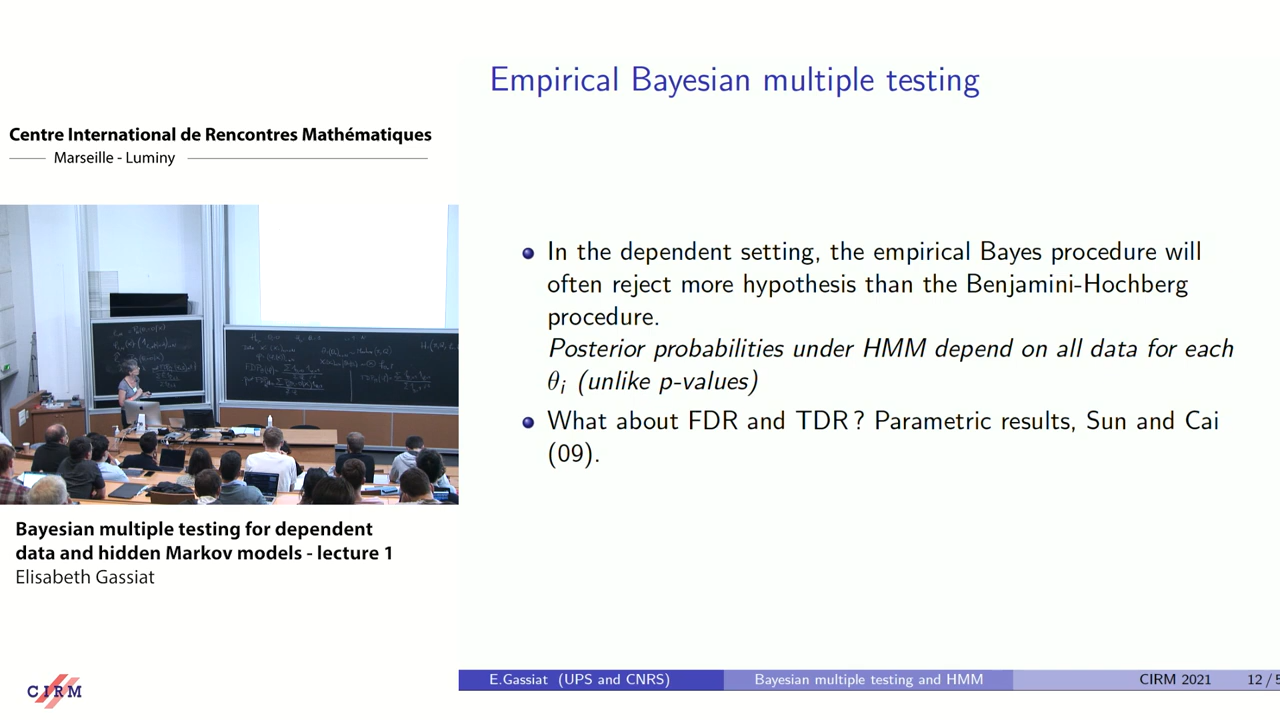 Centre International de Rencontres Mathématiques
Marseille - Luminy
Bayesian multiple testing for dependent
data and hidden Markov models - lecture 1
Elisabeth Gassiat
CIRM
Empirical Bayesian multiple testing
In the dependent setting, the empirical Bayes procedure will
often reject more hypothesis than the Benjamini-Hochberg
procedure.
Posterior probabilities under HMM depend on all data for each
θi (unlike p-values)
What about FDR and TDR ? Parametric results, Sun and Cai
(09).
E.Gassiat (UPS and CNRS)
Bayesian multiple testing and HMM
CIRM 2021
12 / 5